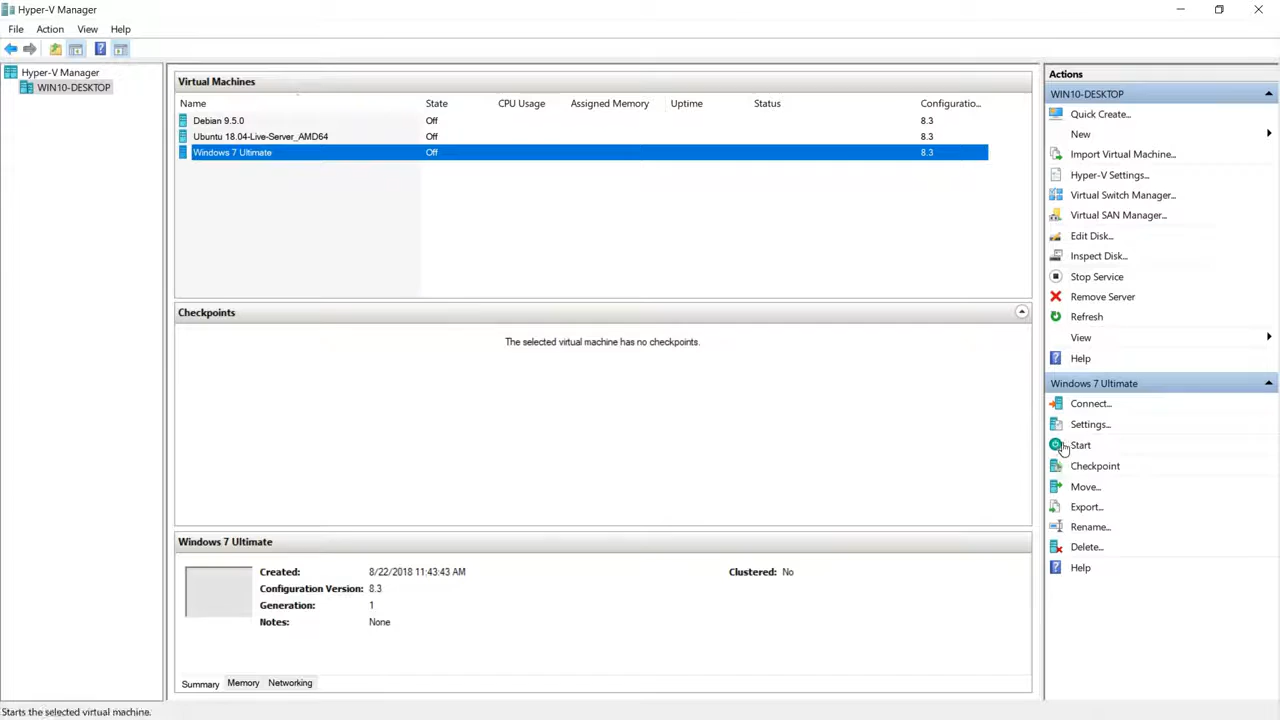 Hyper-V Manager
File Action View Help
Hyper-V Manager
WIN10-DESKTOP
Virtual Machines
Name State CPU Usage Assigned Memory Uptime Status Configuratio...
Debian 9.5.0 Off 8.3
Ubuntu 18.04-Live-Server_AMD64 Off 8.3
Windows 7 Ultimate Off 8.3
Checkpoints
The selected virtual machine has no checkpoints.
Windows 7 Ultimate
Created: 8/22/2018 11:43:43 AM Clustered: No
Configuration Version: 8.3
Generation: 1
Notes: None
Summary Memory Networking
Actions
WIN10-DESKTOP
Quick Create...
New
Import Virtual Machine...
Hyper-V Settings...
Virtual Switch Manager...
Virtual SAN Manager...
Edit Disk...
Inspect Disk...
Stop Service
Remove Server
Refresh
View
Help
Windows 7 Ultimate
Connect...
Settings...
Start
Checkpoint
Move...
Export...
Rename...
Delete...
Help
Starts the selected virtual machine.